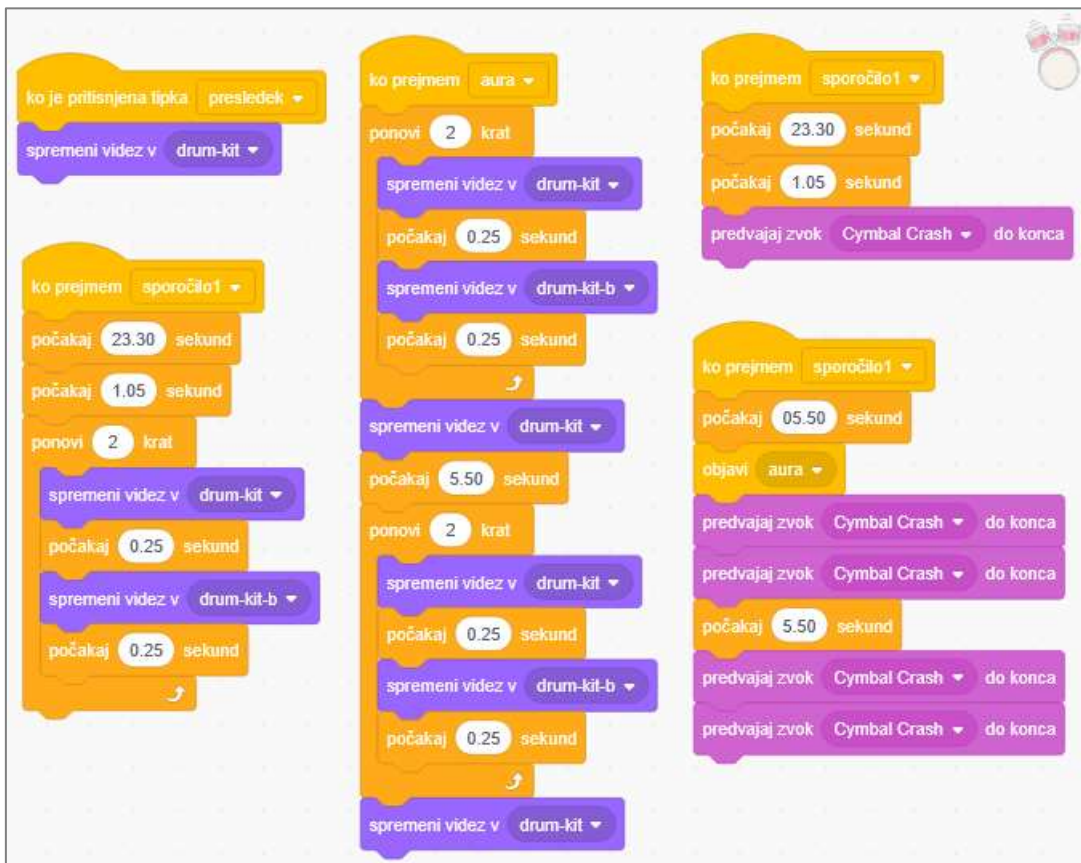 ko je pritisnjena tipka presledek
spremeni videz v drum-kit
ko prejmem sporočilo1
počakaj 23.30 sekund
počakaj 1.05 sekund
ponovi 2 krat
spremeni videz v drum-kit
počakaj 0.25 sekund
spremeni videz v drum-kit-b
počakaj 0.25 sekund
ko prejmem aura
ponovi 2 krat
spremeni videz v drum-kit
počakaj 0.25 sekund
spremeni videz v drum-kit-b
počakaj 0.25 sekund
spremeni videz v drum-kit
počakaj 5.50 sekund
ponovi 2 krat
spremeni videz v drum-kit
počakaj 0.25 sekund
spremeni videz v drum-kit-b
počakaj 0.25 sekund
spremeni videz v drum-kit
ko prejmem sporočilo1
počakaj 23.30 sekund
počakaj 1.05 sekund
predvajaj zvok Cymbal Crash do konca
ko prejmem sporočilo1
počakaj 05.50 sekund
objavi aura
predvajaj zvok Cymbal Crash do konca
predvajaj zvok Cymbal Crash do konca
počakaj 5.50 sekund
predvajaj zvok Cymbal Crash do konca
predvajaj zvok Cymbal Crash do konca